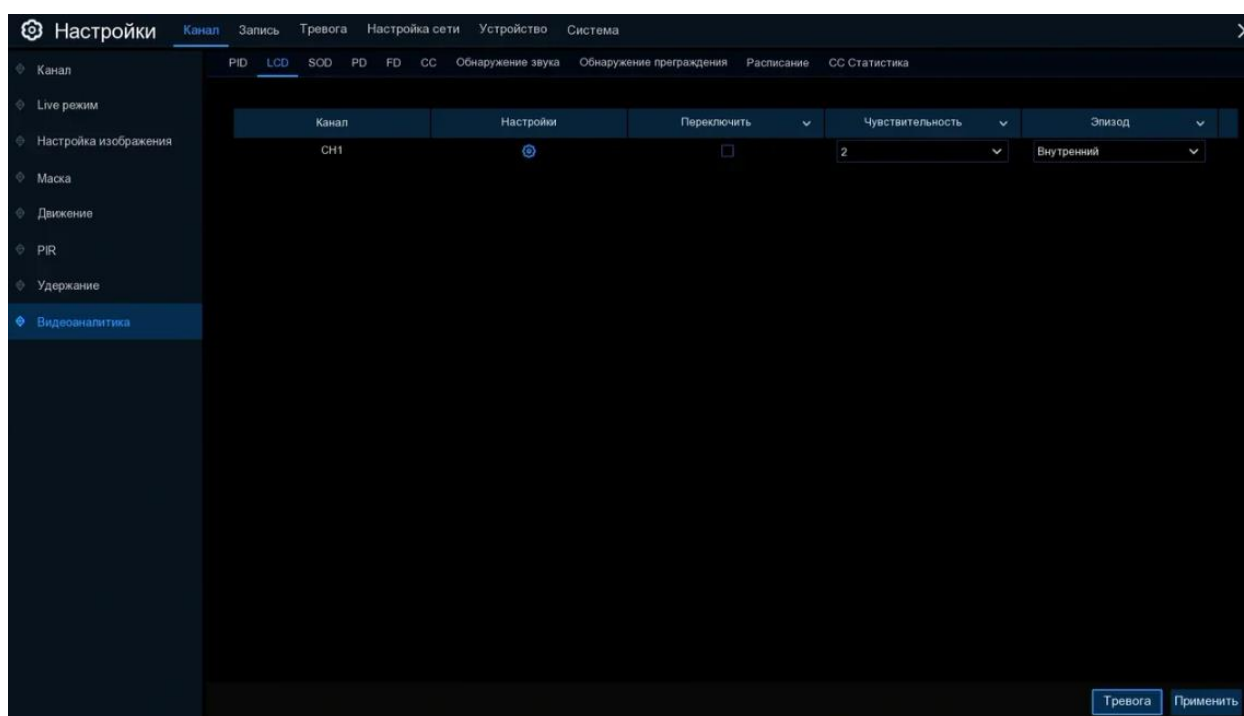 Настройки Канал Запись Тревога Настройка сети Устройство Система
Канал
Live режим
Настройка изображения
Маска
Движение
PIR
Удержание
Видеоаналитика
PID LCD SOD PD FD CC Обнаружение звука Обнаружение преграждения Расписание СС Статистика
Канал Настройки Переключить Чувствительность Эпизод
CH1 2 Внутренний
Тревога Применить